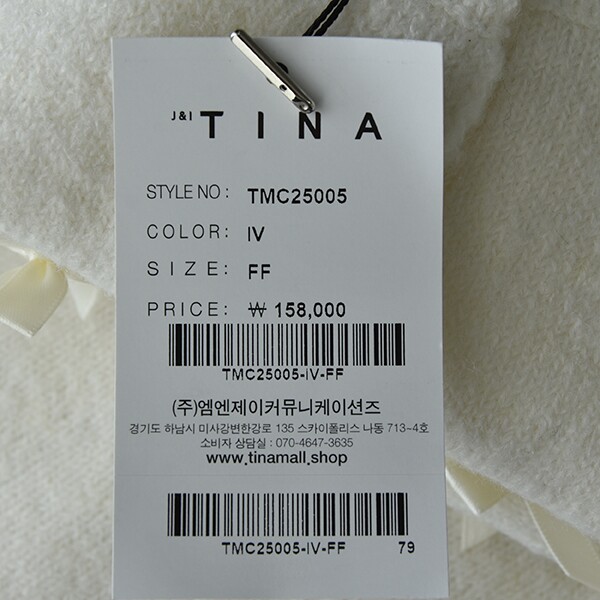 J&I TINA
STYLE NO : TMC25005
COLOR: IV
SIZE: FF
PRICE: ₩ 158,000
TMC25005-IV-FF
(주)엠엔제이커뮤니케이션즈
경기도 하남시 미사강변한강로 135 스카이폴리스 나동 713~4호
소비자 상담실 : 070-4647-3635
www.tinamall.shop
TMC25005-IV-FF 79